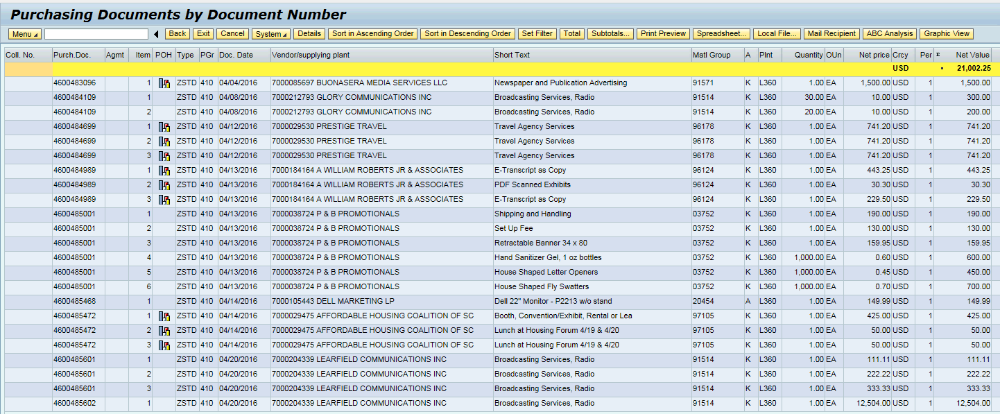 Purchasing Documents by Document Number
Menu Back Exit Cancel System Details Sort in Ascending Order Sort in Descending Order Set Filter Total Subtotals... Print Preview Spreadsheet... Local File... Mail Recipient ABC Analysis Graphic View
Coll. No. Purch.Doc. Agmt Item POH Type PGr Doc. Date Vendor/supplying plant Short Text Matl Group A Plnt Quantity OUn Net price Crcy Per Σ Net Value
USD ▪ 21,002.25
4600483096 1 ZSTD 410 04/04/2016 7000085697 BUONASERA MEDIA SERVICES LLC Newspaper and Publication Advertising 91571 K L360 1.00 EA 1,500.00 USD 1 1,500.00
4600484109 1 ZSTD 410 04/08/2016 7000212793 GLORY COMMUNICATIONS INC Broadcasting Services, Radio 91514 K L360 30.00 EA 10.00 USD 1 300.00
4600484109 2 ZSTD 410 04/08/2016 7000212793 GLORY COMMUNICATIONS INC Broadcasting Services, Radio 91514 K L360 20.00 EA 10.00 USD 1 200.00
4600484699 1 ZSTD 410 04/12/2016 7000029530 PRESTIGE TRAVEL Travel Agency Services 96178 K L360 1.00 EA 741.20 USD 1 741.20
4600484699 2 ZSTD 410 04/12/2016 7000029530 PRESTIGE TRAVEL Travel Agency Services 96178 K L360 1.00 EA 741.20 USD 1 741.20
4600484699 3 ZSTD 410 04/12/2016 7000029530 PRESTIGE TRAVEL Travel Agency Services 96178 K L360 1.00 EA 741.20 USD 1 741.20
4600484989 1 ZSTD 410 04/13/2016 7000184164 A WILLIAM ROBERTS JR & ASSOCIATES E-Transcript as Copy 96124 K L360 1.00 EA 443.25 USD 1 443.25
4600484989 2 ZSTD 410 04/13/2016 7000184164 A WILLIAM ROBERTS JR & ASSOCIATES PDF Scanned Exhibits 96124 K L360 1.00 EA 30.30 USD 1 30.30
4600484989 3 ZSTD 410 04/13/2016 7000184164 A WILLIAM ROBERTS JR & ASSOCIATES E-Transcript as Copy 96124 K L360 1.00 EA 229.50 USD 1 229.50
4600485001 1 ZSTD 410 04/13/2016 7000038724 P & B PROMOTIONALS Shipping and Handling 03752 K L360 1.00 EA 190.00 USD 1 190.00
4600485001 2 ZSTD 410 04/13/2016 7000038724 P & B PROMOTIONALS Set Up Fee 03752 K L360 1.00 EA 130.00 USD 1 130.00
4600485001 3 ZSTD 410 04/13/2016 7000038724 P & B PROMOTIONALS Retractable Banner 34 x 80 03752 K L360 1.00 EA 159.95 USD 1 159.95
4600485001 4 ZSTD 410 04/13/2016 7000038724 P & B PROMOTIONALS Hand Sanitizer Gel, 1 oz bottles 03752 K L360 1,000.00 EA 0.60 USD 1 600.00
4600485001 5 ZSTD 410 04/13/2016 7000038724 P & B PROMOTIONALS House Shaped Letter Openers 03752 K L360 1,000.00 EA 0.45 USD 1 450.00
4600485001 6 ZSTD 410 04/13/2016 7000038724 P & B PROMOTIONALS House Shaped Fly Swatters 03752 K L360 1,000.00 EA 0.70 USD 1 700.00
4600485468 1 ZSTD 410 04/14/2016 7000105443 DELL MARKETING LP Dell 22" Monitor - P2213 w/o stand 20454 A L360 1.00 EA 149.99 USD 1 149.99
4600485472 1 ZSTD 410 04/14/2016 7000029475 AFFORDABLE HOUSING COALITION OF SC Booth, Convention/Exhibit, Rental or Lea 97105 K L360 1.00 EA 425.00 USD 1 425.00
4600485472 2 ZSTD 410 04/14/2016 7000029475 AFFORDABLE HOUSING COALITION OF SC Lunch at Housing Forum 4/19 & 4/20 97105 K L360 1.00 EA 50.00 USD 1 50.00
4600485472 3 ZSTD 410 04/14/2016 7000029475 AFFORDABLE HOUSING COALITION OF SC Lunch at Housing Forum 4/19 & 4/20 97105 K L360 1.00 EA 50.00 USD 1 50.00
4600485601 1 ZSTD 410 04/20/2016 7000204339 LEARFIELD COMMUNICATIONS INC Broadcasting Services, Radio 91514 K L360 1.00 EA 111.11 USD 1 111.11
4600485601 2 ZSTD 410 04/20/2016 7000204339 LEARFIELD COMMUNICATIONS INC Broadcasting Services, Radio 91514 K L360 1.00 EA 222.22 USD 1 222.22
4600485601 3 ZSTD 410 04/20/2016 7000204339 LEARFIELD COMMUNICATIONS INC Broadcasting Services, Radio 91514 K L360 1.00 EA 333.33 USD 1 333.33
4600485602 1 ZSTD 410 04/20/2016 7000204339 LEARFIELD COMMUNICATIONS INC Broadcasting Services, Radio 91514 K L360 1.00 EA 12,504.00 USD 1 12,504.00